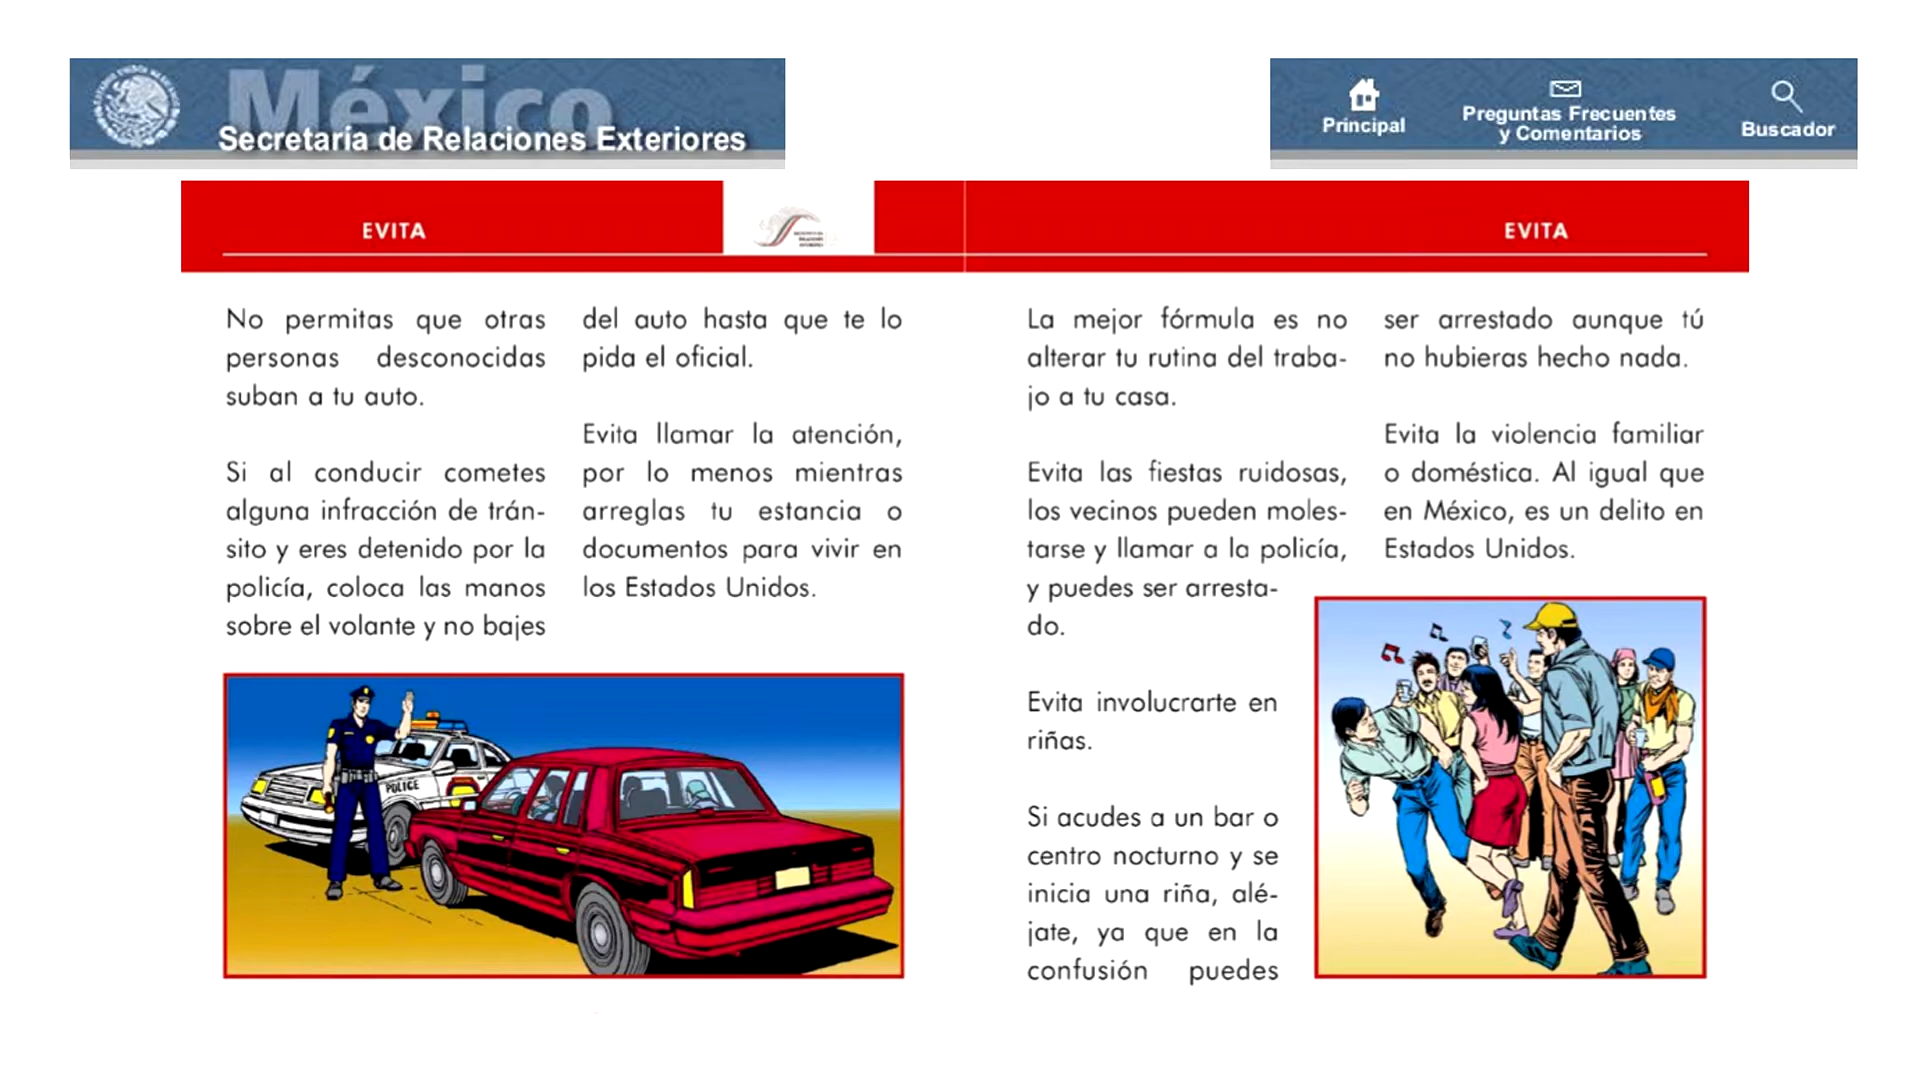 México
Secretaría de Relaciones Exteriores
Principal
Preguntas Frecuentes
y Comentarios
Buscador
EVITA
EVITA
No permitas que otras
personas desconocidas
suban a tu auto.
Si al conducir cometes
alguna infracción de trán-
sito y eres detenido por la
policía, coloca las manos
sobre el volante y no bajes
del auto hasta que te lo
pida el oficial.
Evita llamar la atención,
por lo menos mientras
arreglas tu estancia o
documentos para vivir en
los Estados Unidos.
POLICE
La mejor fórmula es no
alterar tu rutina del traba-
jo a tu casa.
Evita las fiestas ruidosas,
los vecinos pueden moles-
tarse y llamar a la policía,
y puedes ser arresta-
do.
Evita involucrarte en
riñas.
Si acudes a un bar o
centro nocturno y se
inicia una riña, alé-
jate, ya que en la
confusión puedes
ser arrestado aunque tú
no hubieras hecho nada.
Evita la violencia familiar
o doméstica. Al igual que
en México, es un delito en
Estados Unidos.